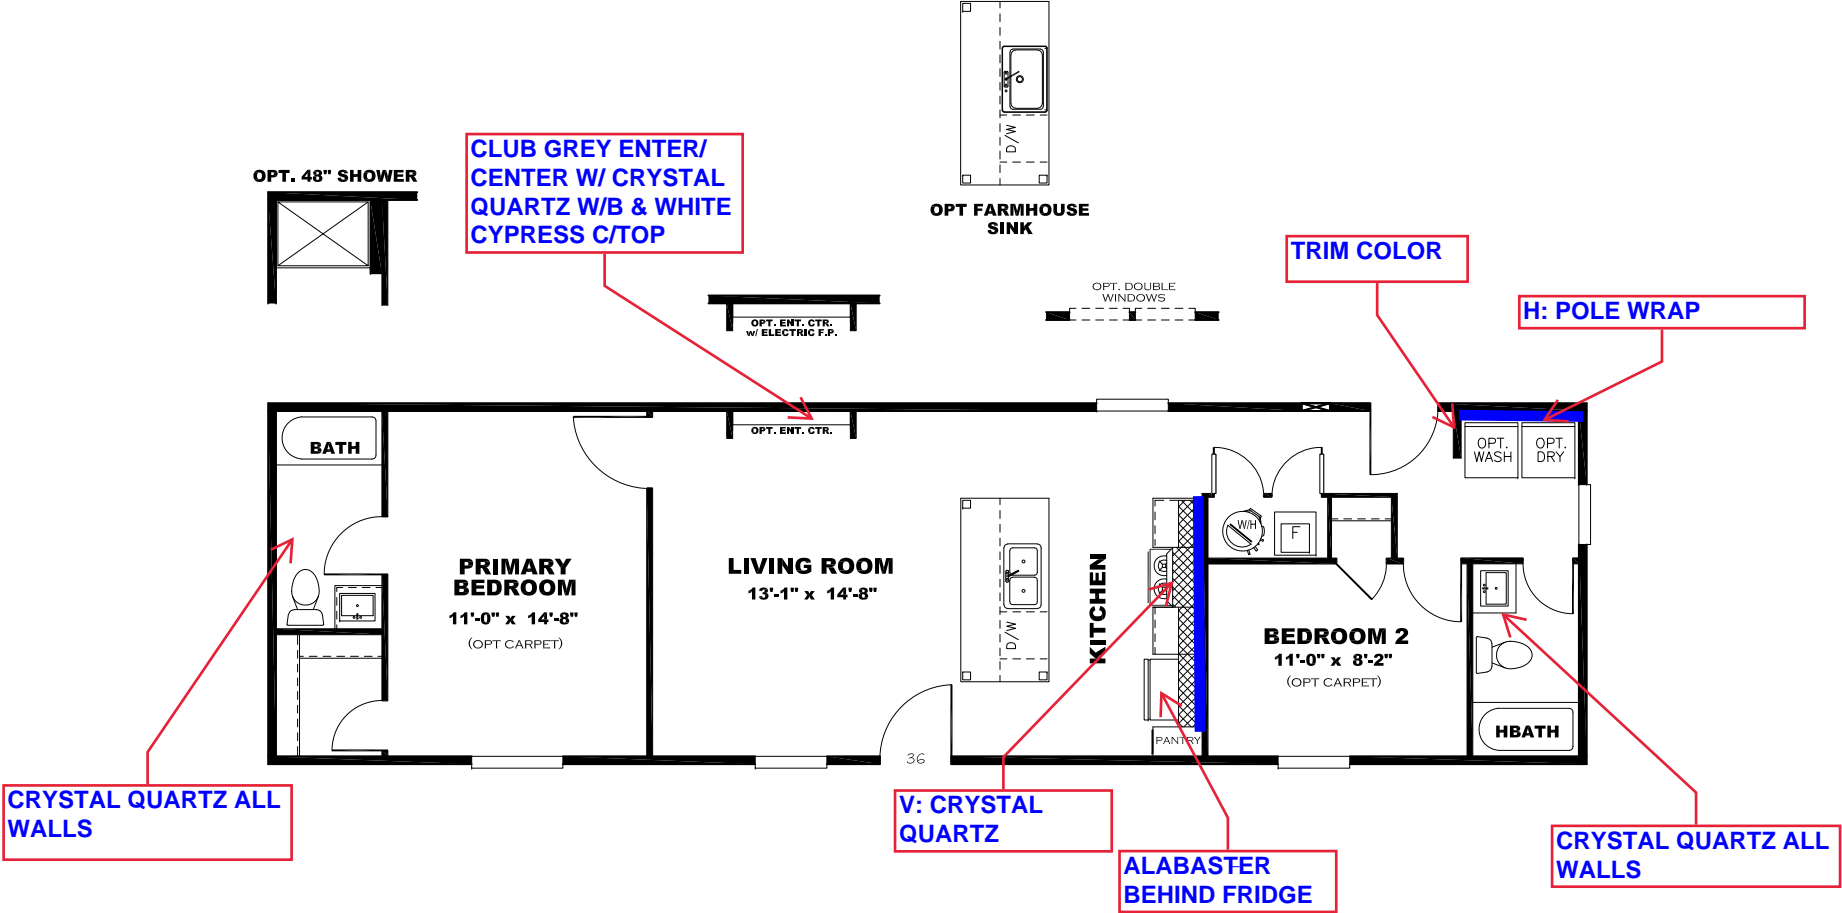 D/W
OPT FARMHOUSE
SINK
CLUB GREY ENTER/
CENTER W/ CRYSTAL
QUARTZ W/B & WHITE
CYPRESS C/TOP
OPT. 48" SHOWER
TRIM COLOR
H: POLE WRAP
OPT. DOUBLE
WINDOWS
OPT. ENT. CTR.
w/ ELECTRIC F.P.
OPT. ENT. CTR.
BATH
OPT.
WASH
OPT.
DRY
W/H
F
PRIMARY
BEDROOM
11'-0" x 14'-8"
(OPT CARPET)
LIVING ROOM
13'-1" x 14'-8"
D/W
KITCHEN
BEDROOM 2
11'-0" x 8'-2"
(OPT CARPET)
HBATH
PANTRY
36
CRYSTAL QUARTZ ALL
WALLS
V: CRYSTAL
QUARTZ
ALABASTER
BEHIND FRIDGE
CRYSTAL QUARTZ ALL
WALLS